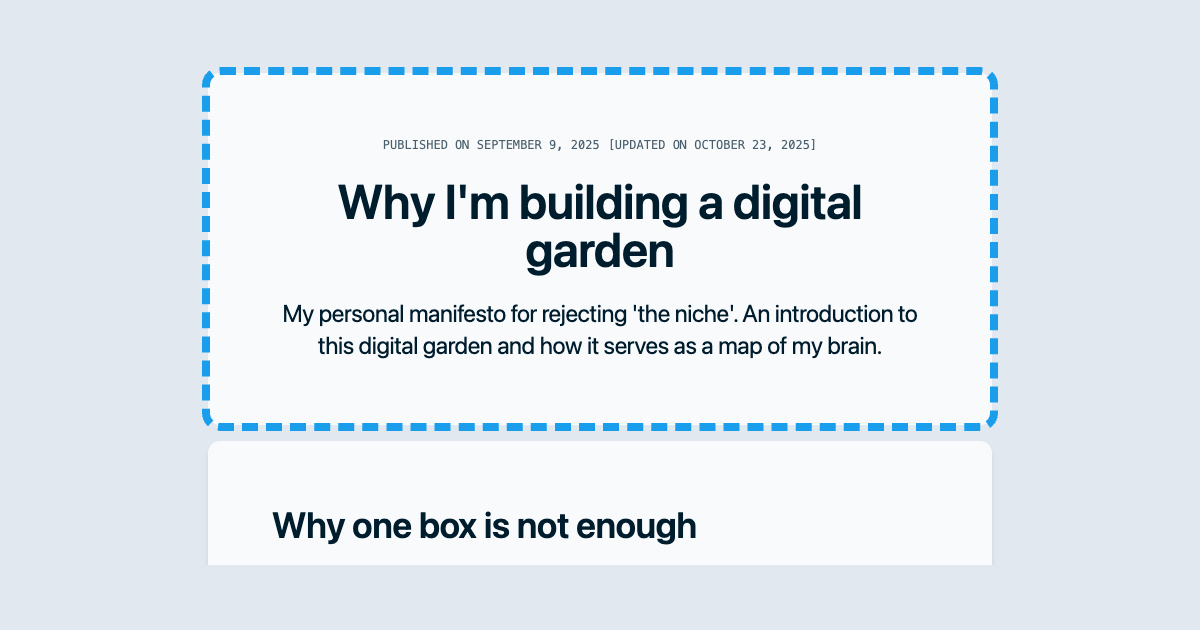 PUBLISHED ON SEPTEMBER 9, 2025 [UPDATED ON OCTOBER 23, 2025]
Why I'm building a digital
garden
My personal manifesto for rejecting 'the niche'. An introduction to
this digital garden and how it serves as a map of my brain.
Why one box is not enough